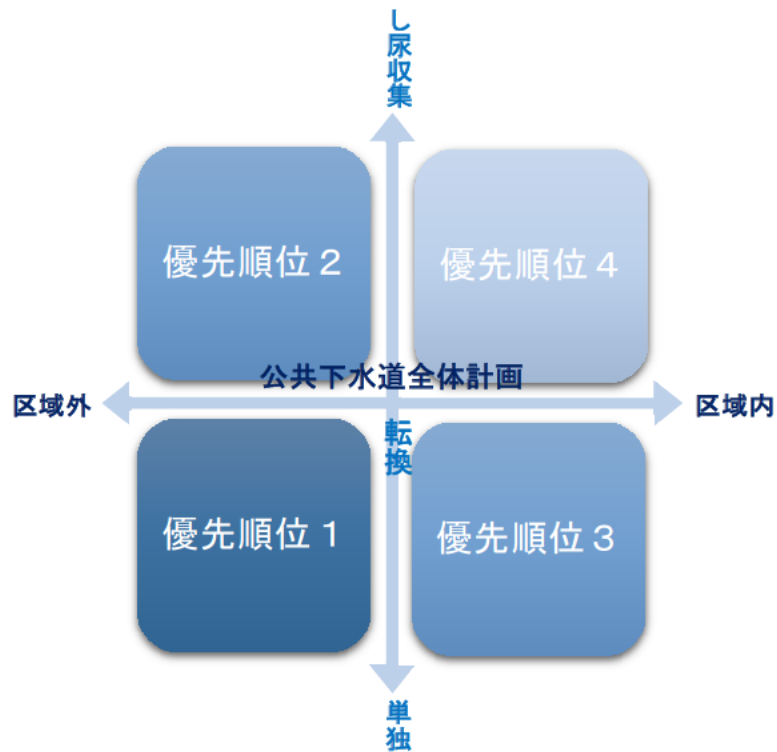 し尿収集
優先順位２
優先順位４
公共下水道全体計画
区域外
区域内
転換
優先順位１
優先順位３
単独